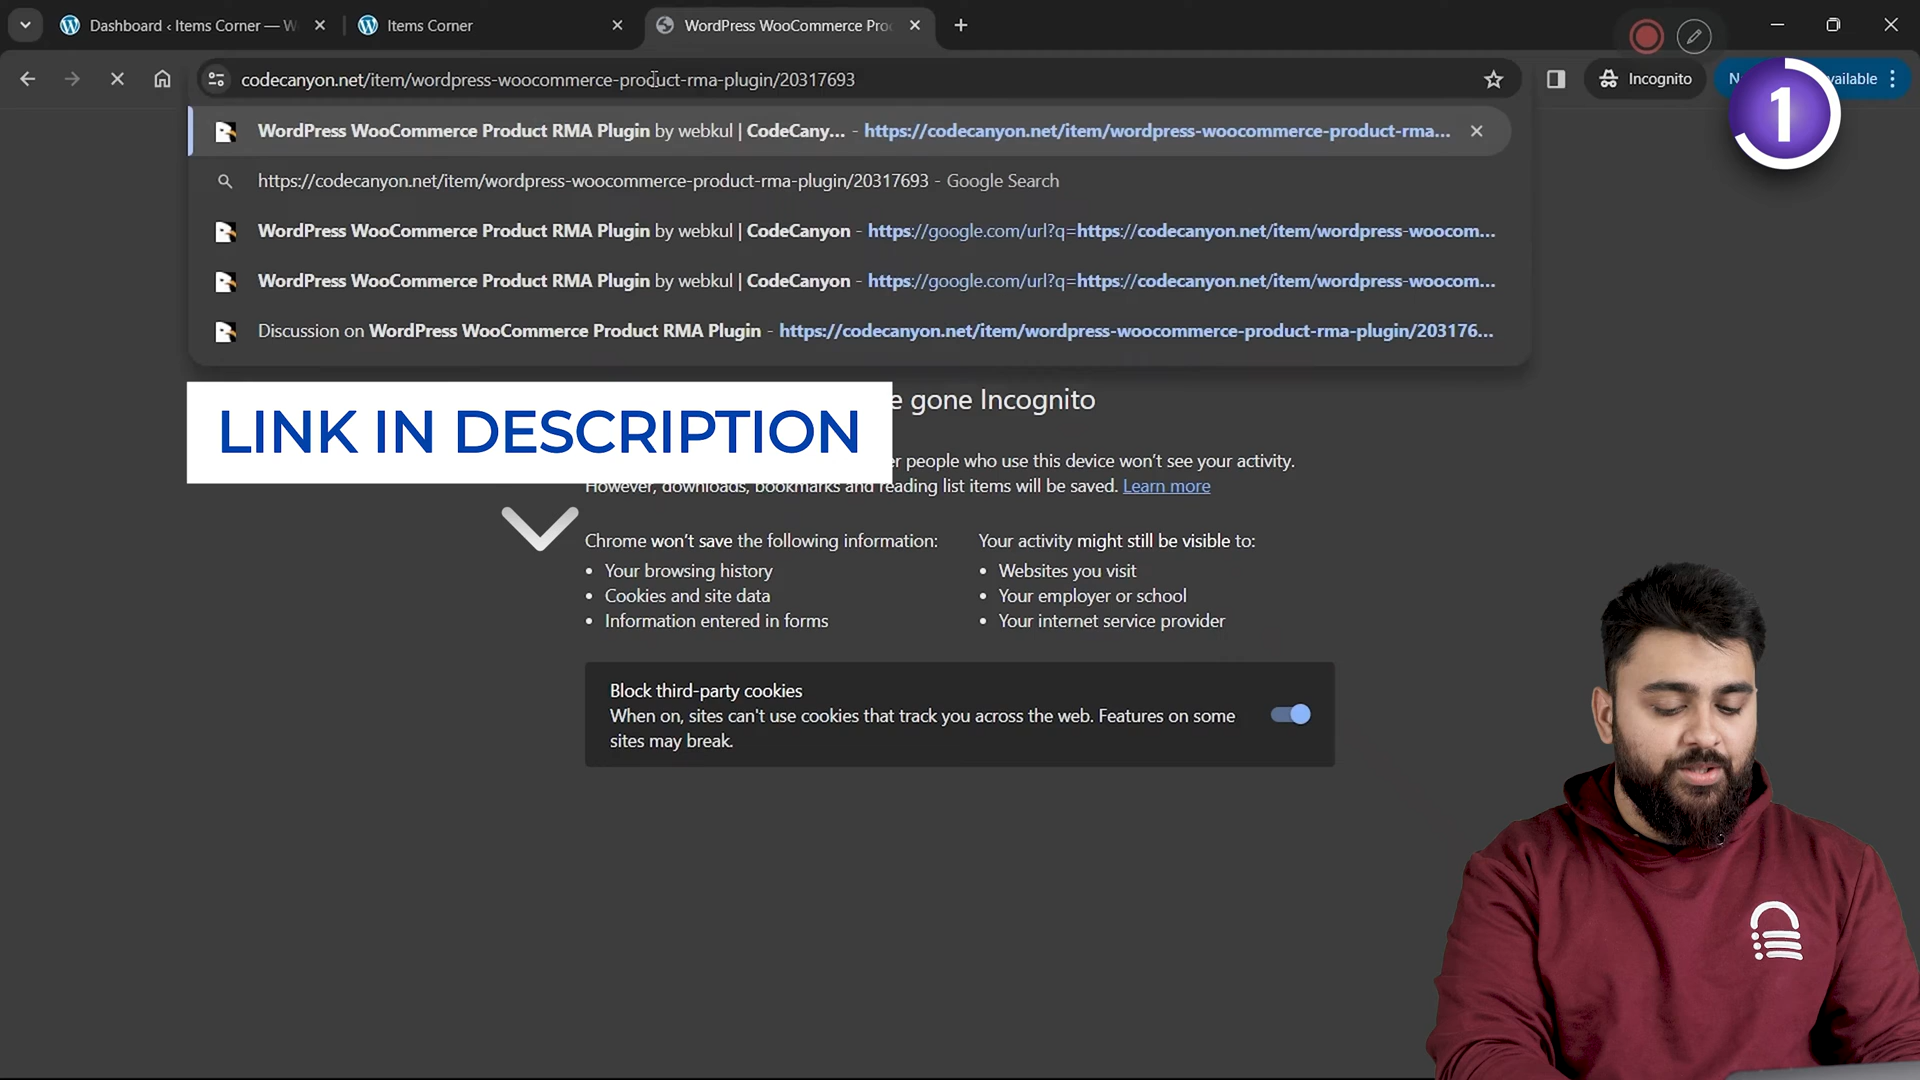 Dashboard ‹ Items Corner — W
Items Corner
WordPress WooCommerce Pro
codecanyon.net/item/wordpress-woocommerce-product-rma-plugin/20317693
Incognito
N
vailable
1
WordPress WooCommerce Product RMA Plugin by webkul | CodeCany... - https://codecanyon.net/item/wordpress-woocommerce-product-rma...
https://codecanyon.net/item/wordpress-woocommerce-product-rma-plugin/20317693 - Google Search
WordPress WooCommerce Product RMA Plugin by webkul | CodeCanyon - https://google.com/url?q=https://codecanyon.net/item/wordpress-woocom...
WordPress WooCommerce Product RMA Plugin by webkul | CodeCanyon - https://google.com/url?q=https://codecanyon.net/item/wordpress-woocom...
Discussion on WordPress WooCommerce Product RMA Plugin - https://codecanyon.net/item/wordpress-woocommerce-product-rma-plugin/203176...
e gone Incognito
LINK IN DESCRIPTION
r people who use this device won't see your activity.
However, downloads, bookmarks and reading list items will be saved. Learn more
Chrome won't save the following information:
• Your browsing history
• Cookies and site data
• Information entered in forms
Your activity might still be visible to:
• Websites you visit
• Your employer or school
• Your internet service provider
Block third-party cookies
When on, sites can't use cookies that track you across the web. Features on some
sites may break.